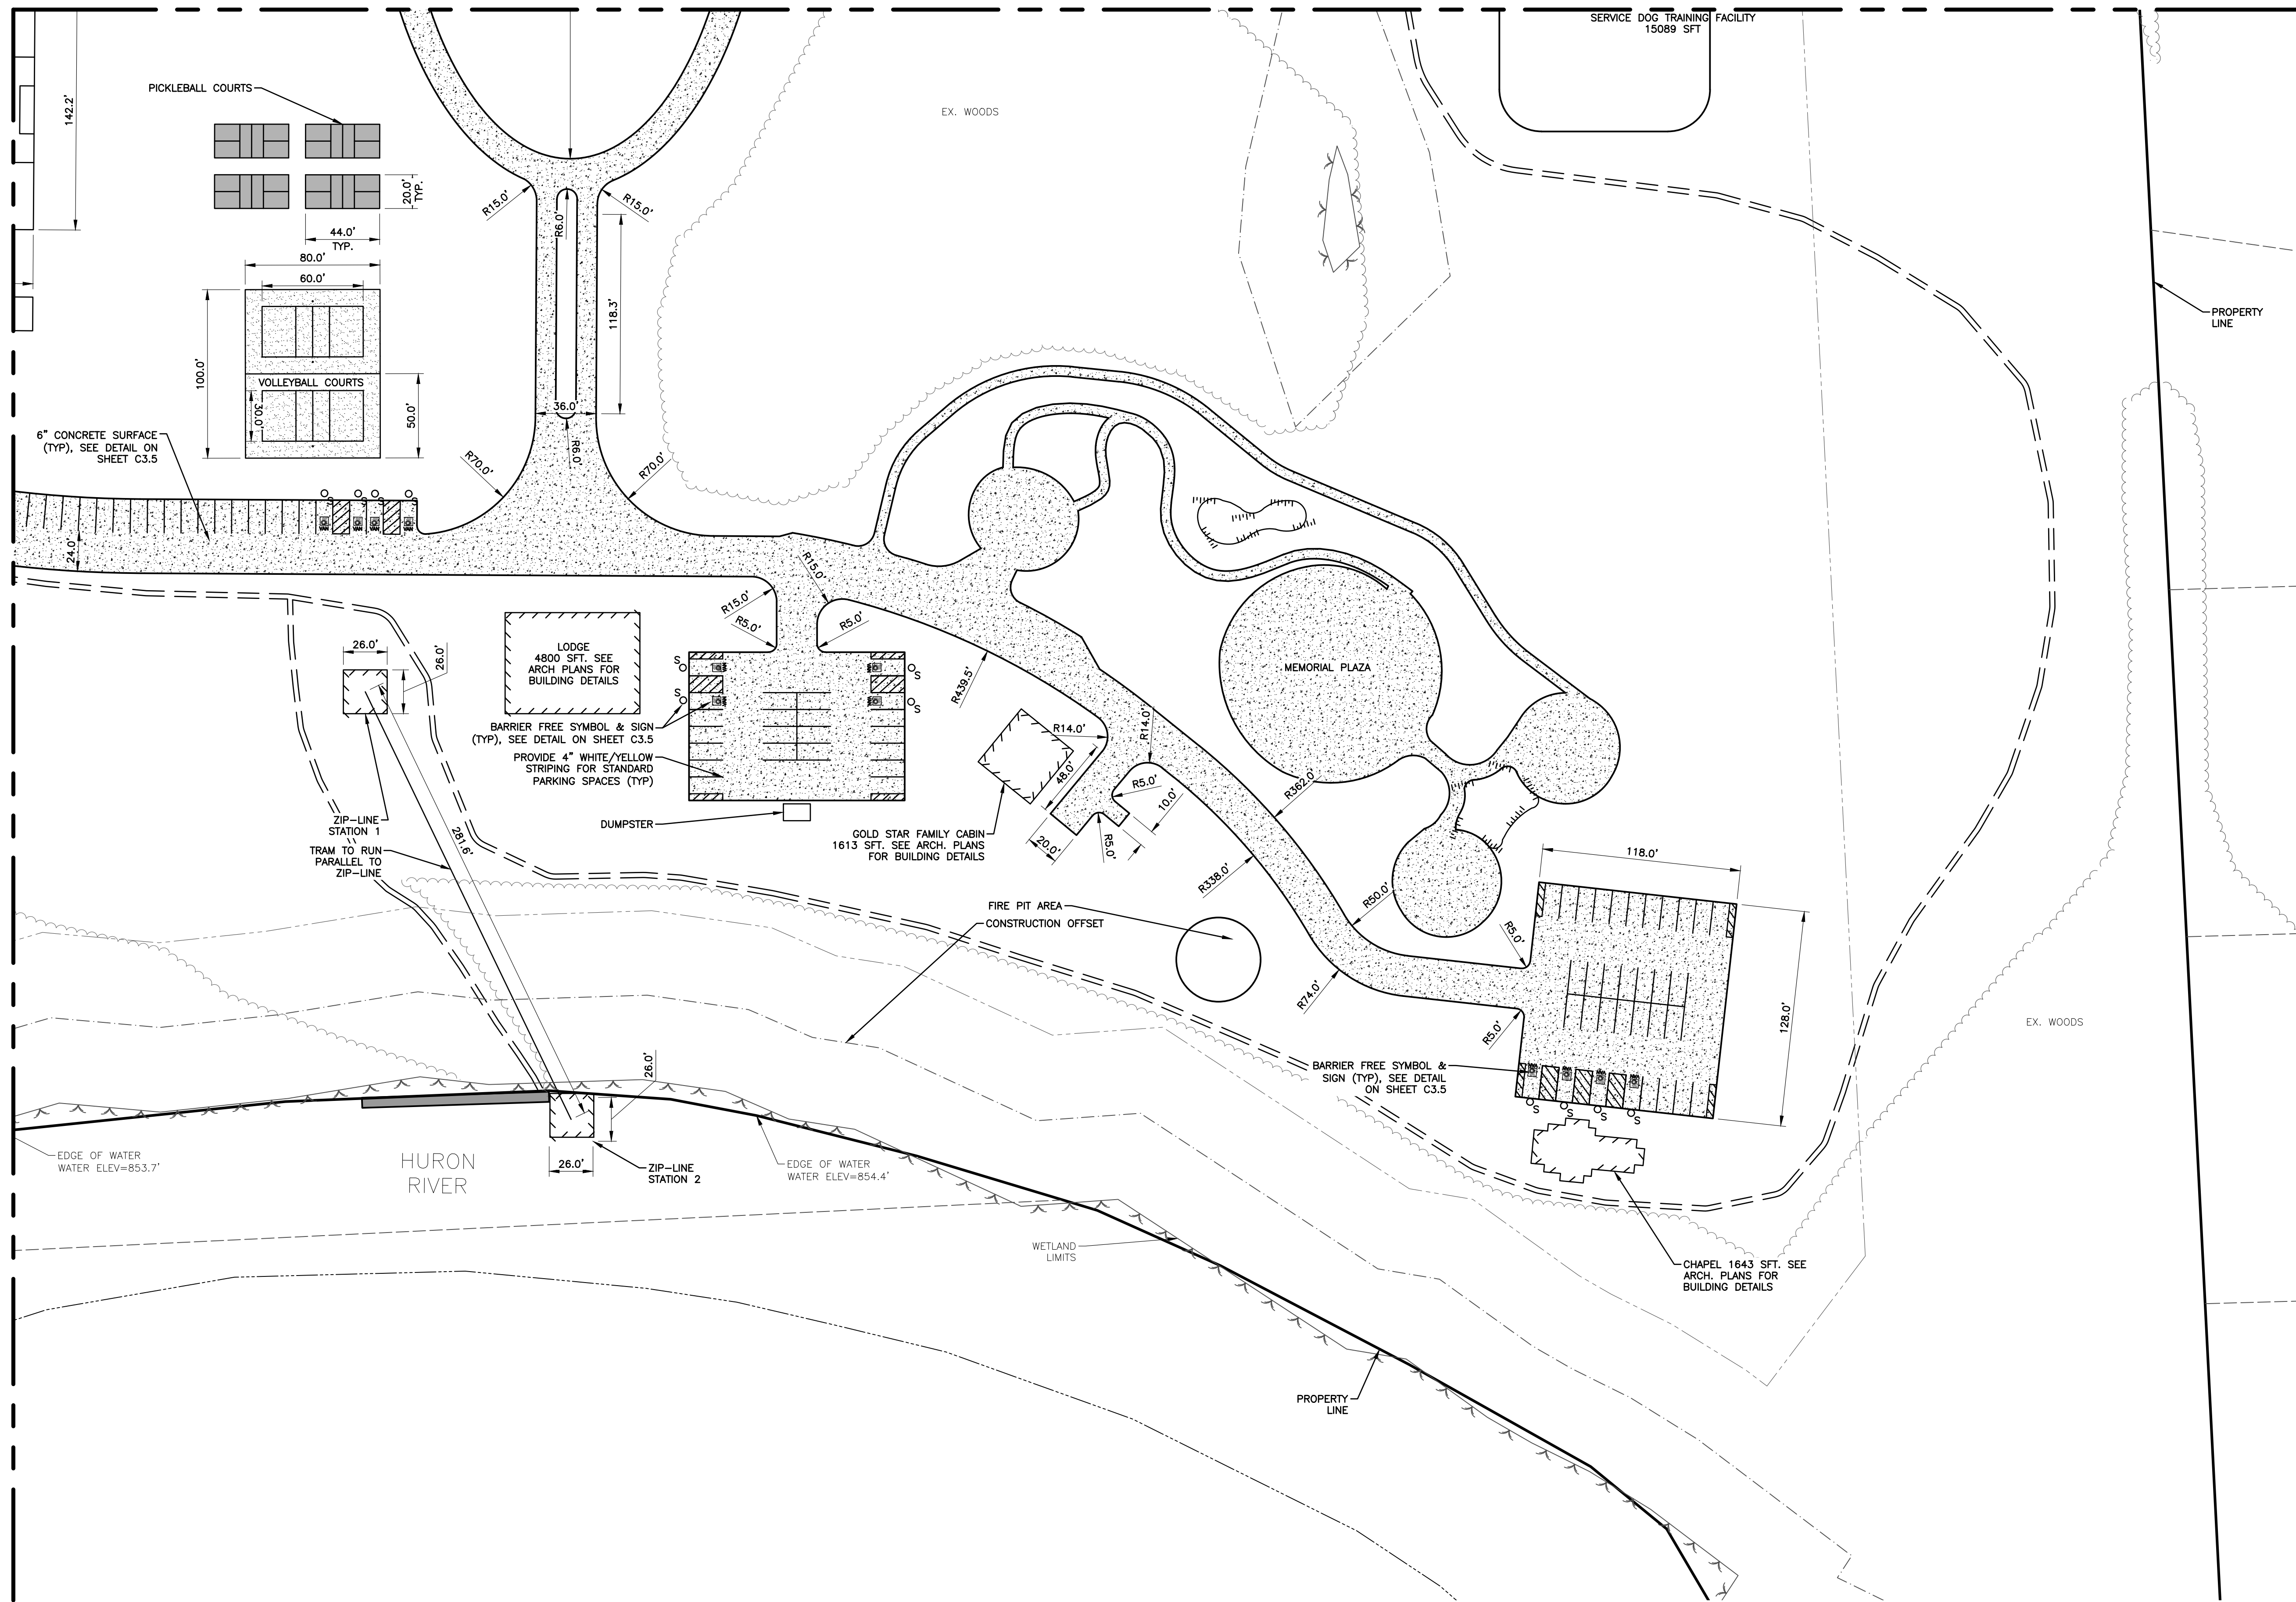 SERVICE DOG TRAINING FACILITY
15089 SFT
PICKLEBALL COURTS
142.2'
EX. WOODS
20.0'
TYP.
R15.0'
R15.0'
R6.0'
44.0'
TYP.
80.0'
60.0'
118.3'
PROPERTY
LINE
100.0'
VOLLEYBALL COURTS
30.0'
50.0'
36.0'
R6.0'
6" CONCRETE SURFACE
(TYP), SEE DETAIL ON
SHEET C3.5
R70.0'
R70.0'
S
S
S
S
24.0'
R15.0'
R15.0'
R5.0'
R5.0'
26.0'
26.0'
LODGE
4800 SFT. SEE
ARCH PLANS FOR
BUILDING DETAILS
S
S
S
S
MEMORIAL PLAZA
R439.5'
BARRIER FREE SYMBOL & SIGN
(TYP), SEE DETAIL ON SHEET C3.5
PROVIDE 4" WHITE/YELLOW
STRIPING FOR STANDARD
PARKING SPACES (TYP)
R14.0'
R14.0'
48.0'
R5.0'
10.0'
R362.0'
DUMPSTER
ZIP-LINE
STATION 1
281.6'
TRAM TO RUN
PARALLEL TO
ZIP-LINE
GOLD STAR FAMILY CABIN
1613 SFT. SEE ARCH. PLANS
FOR BUILDING DETAILS
20.0'
R5.0'
118.0'
R338.0'
R50.0'
FIRE PIT AREA
CONSTRUCTION OFFSET
R5.0'
R74.0'
128.0'
EX. WOODS
R5.0'
26.0'
BARRIER FREE SYMBOL &
SIGN (TYP), SEE DETAIL
ON SHEET C3.5
S
S
S
S
EDGE OF WATER
WATER ELEV=853.7'
HURON
RIVER
26.0'
ZIP-LINE
STATION 2
EDGE OF WATER
WATER ELEV=854.4'
WETLAND
LIMITS
CHAPEL 1643 SFT. SEE
ARCH. PLANS FOR
BUILDING DETAILS
PROPERTY
LINE